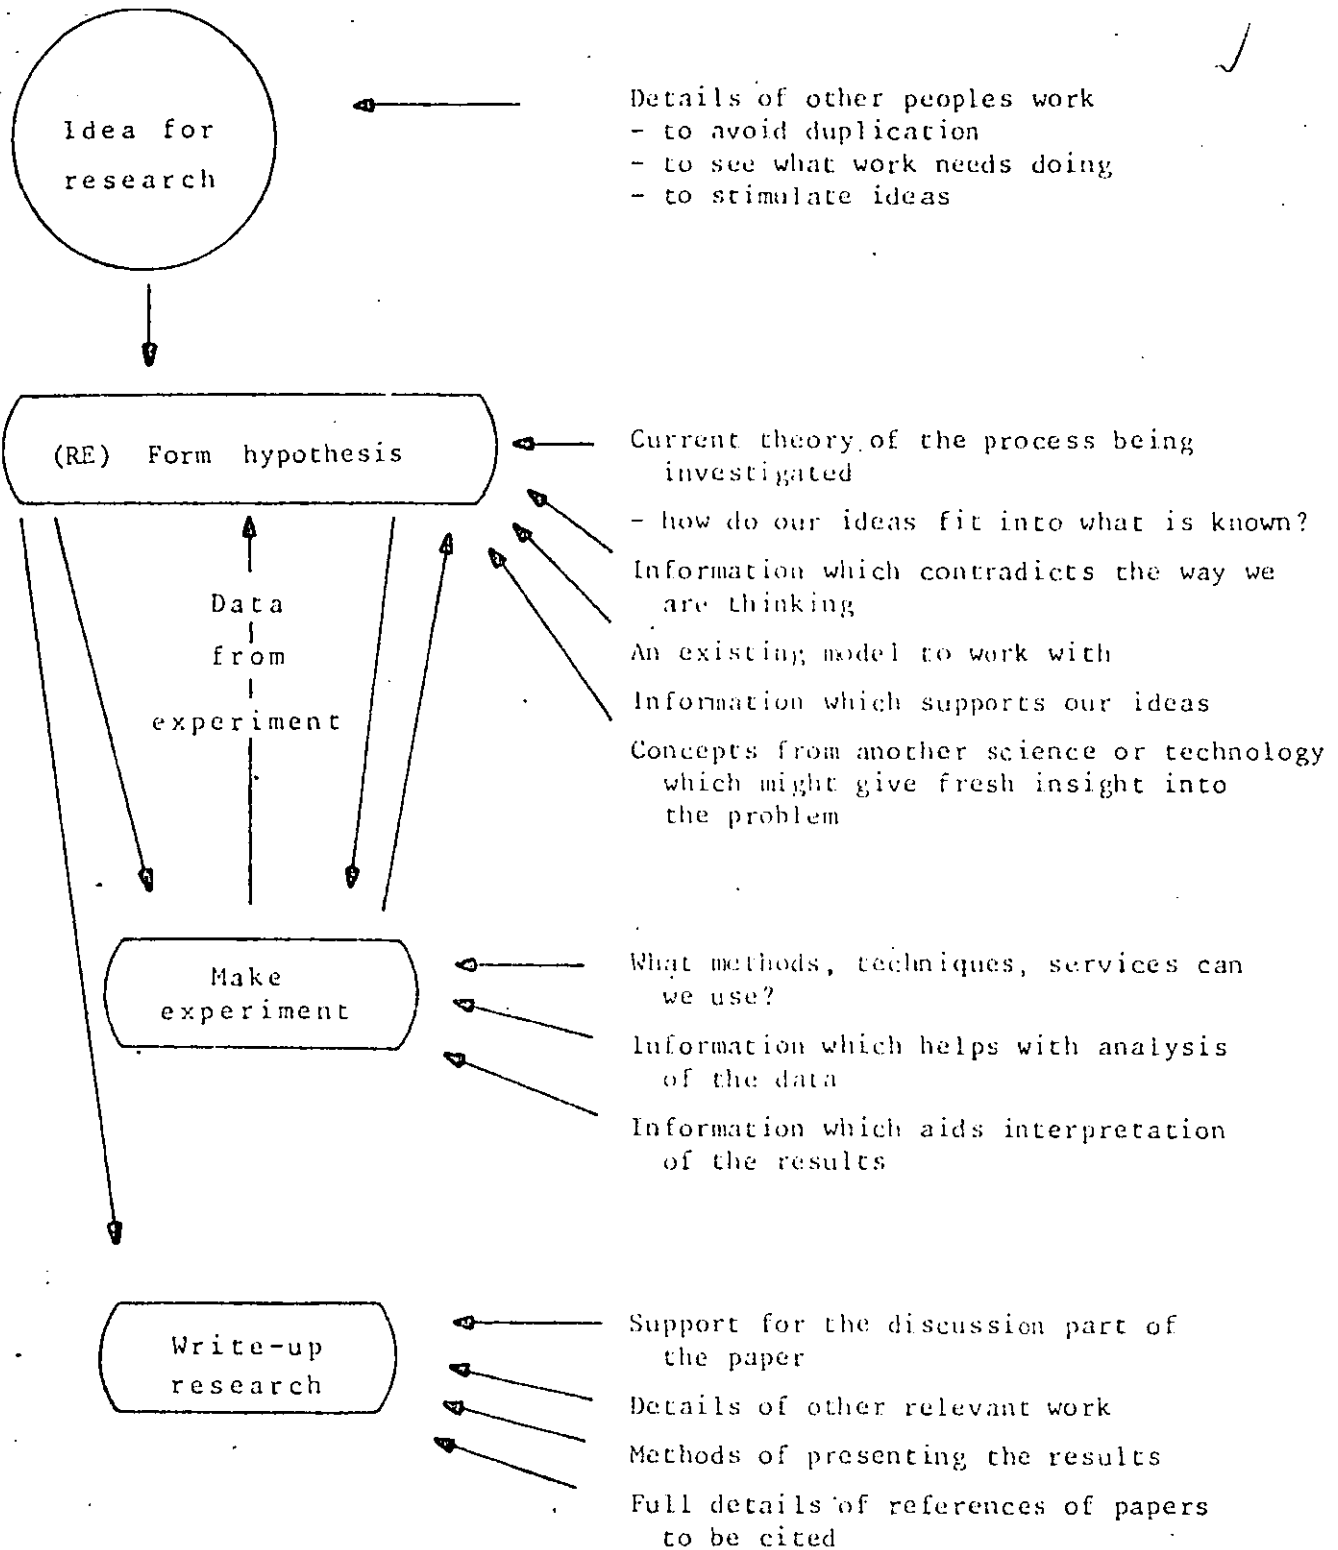 Idea for
research
Details of other peoples work
- to avoid duplication
- to see what work needs doing
- to stimulate ideas
(RE) Form hypothesis
Current theory of the process being
investigated
- how do our ideas fit into what is known?
Information which contradicts the way we
are thinking
An existing model to work with
Information which supports our ideas
Concepts from another science or technology
which might give fresh insight into
the problem
Data
from
experiment
Make
experiment
What methods, techniques, services can
we use?
Information which helps with analysis
of the data
Information which aids interpretation
of the results
Write-up
research
Support for the discussion part of
the paper
Details of other relevant work
Methods of presenting the results
Full details of references of papers
to be cited